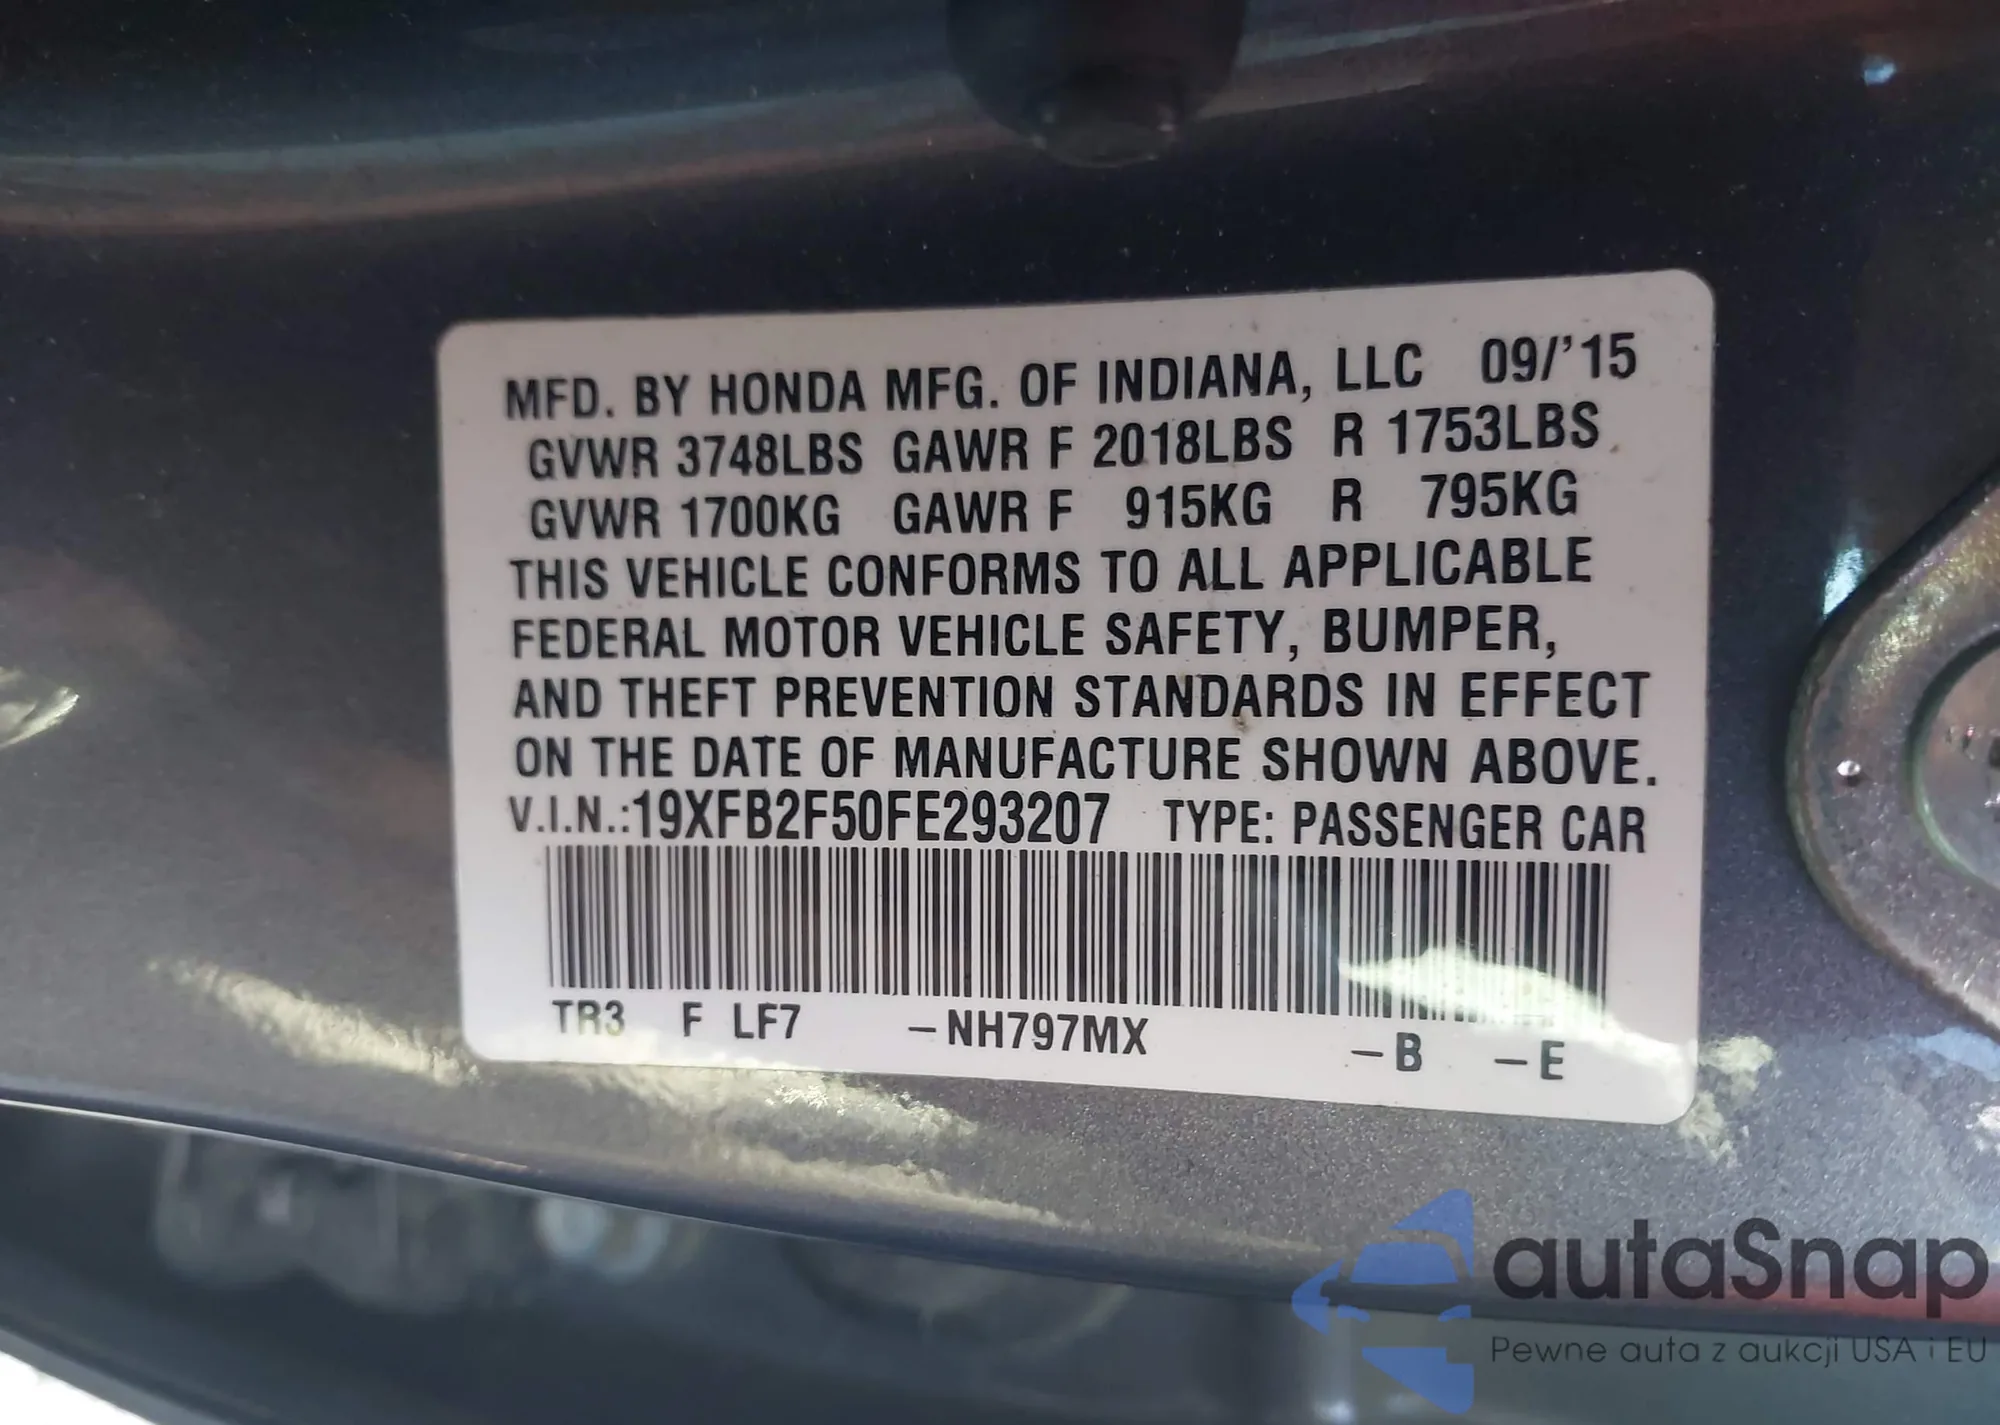 MFD. BY HONDA MFG. OF INDIANA, LLC 09/'15
GVWR 3748LBS GAWR F 2018LBS R 1753LBS
GVWR 1700KG GAWR F 915KG R 795KG
THIS VEHICLE CONFORMS TO ALL APPLICABLE
FEDERAL MOTOR VEHICLE SAFETY, BUMPER,
AND THEFT PREVENTION STANDARDS IN EFFECT
ON THE DATE OF MANUFACTURE SHOWN ABOVE.
V.I.N.:19XFB2F50FE293207 TYPE: PASSENGER CAR
TR3 F LF7 –NH797MX –B –E
autaSnap
Pewne auta z aukcji USA i EU